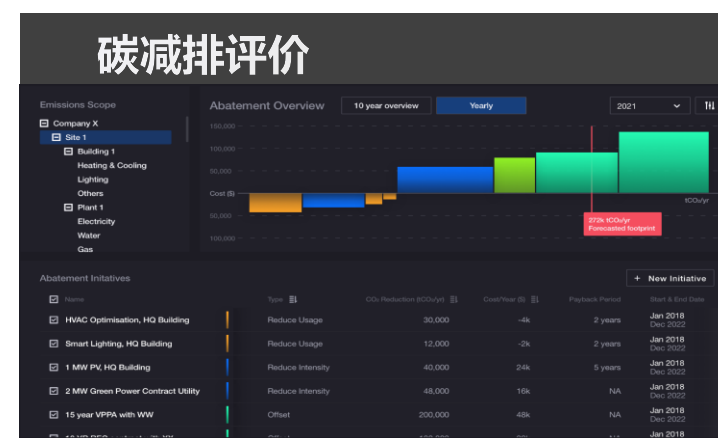 碳减排评价
Emissions Scope
Abatement Overview
10 year overview
Yearly
2021
Company X
Site 1
Building 1
Heating & Cooling
Lighting
Others
Plant 1
Electricity
Water
Gas
150,000
100,000
50,000
Cost ($)
50,000
100,000
tCO₂/yr
272k tCO₂/yr
Forecasted footprint
Abatement Initatives
+ New Initiative
Name Type CO₂ Reduction (tCO₂/yr) Cost/Year ($) Payback Period Start & End Date
HVAC Optimisation, HQ Building Reduce Usage 30,000 -4k 2 years Jan 2018
Dec 2022
Smart Lighting, HQ Building Reduce Usage 12,000 -2k 2 years Jan 2018
Dec 2022
1 MW PV, HQ Building Reduce Intensity 40,000 24k 5 years Jan 2018
Dec 2022
2 MW Green Power Contract Utility Reduce Intensity 48,000 16k NA Jan 2018
Dec 2022
15 year VPPA with WW Offset 200,000 48k NA Jan 2018
Dec 2022
Jan 2018